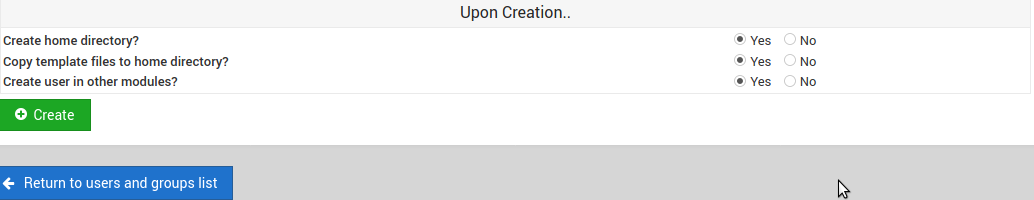 Upon Creation..
Create home directory? Yes No
Copy template files to home directory? Yes No
Create user in other modules? Yes No
Create
Return to users and groups list